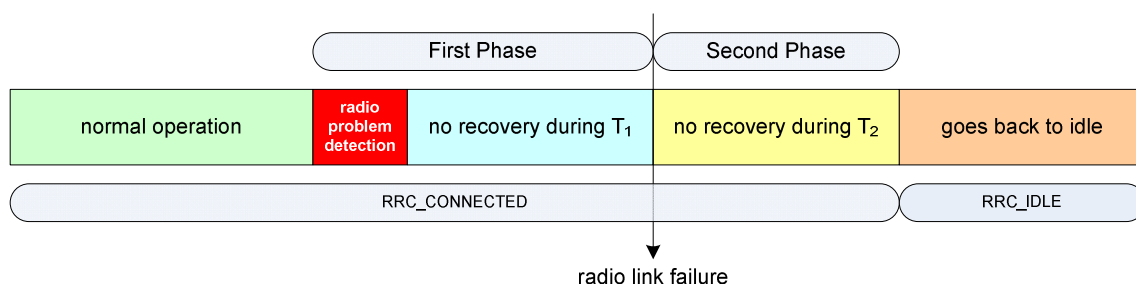 First Phase
Second Phase
normal operation
radio
problem
detection
no recovery during T₁
no recovery during T₂
goes back to idle
RRC_CONNECTED
RRC_IDLE
radio link failure